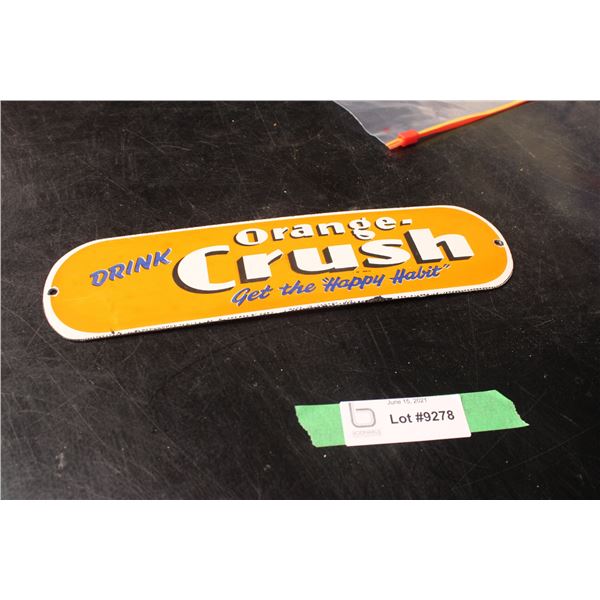 DRINK
Orange-
Crush
Get the "Happy Habit"
June 15, 2021
Lot #9278